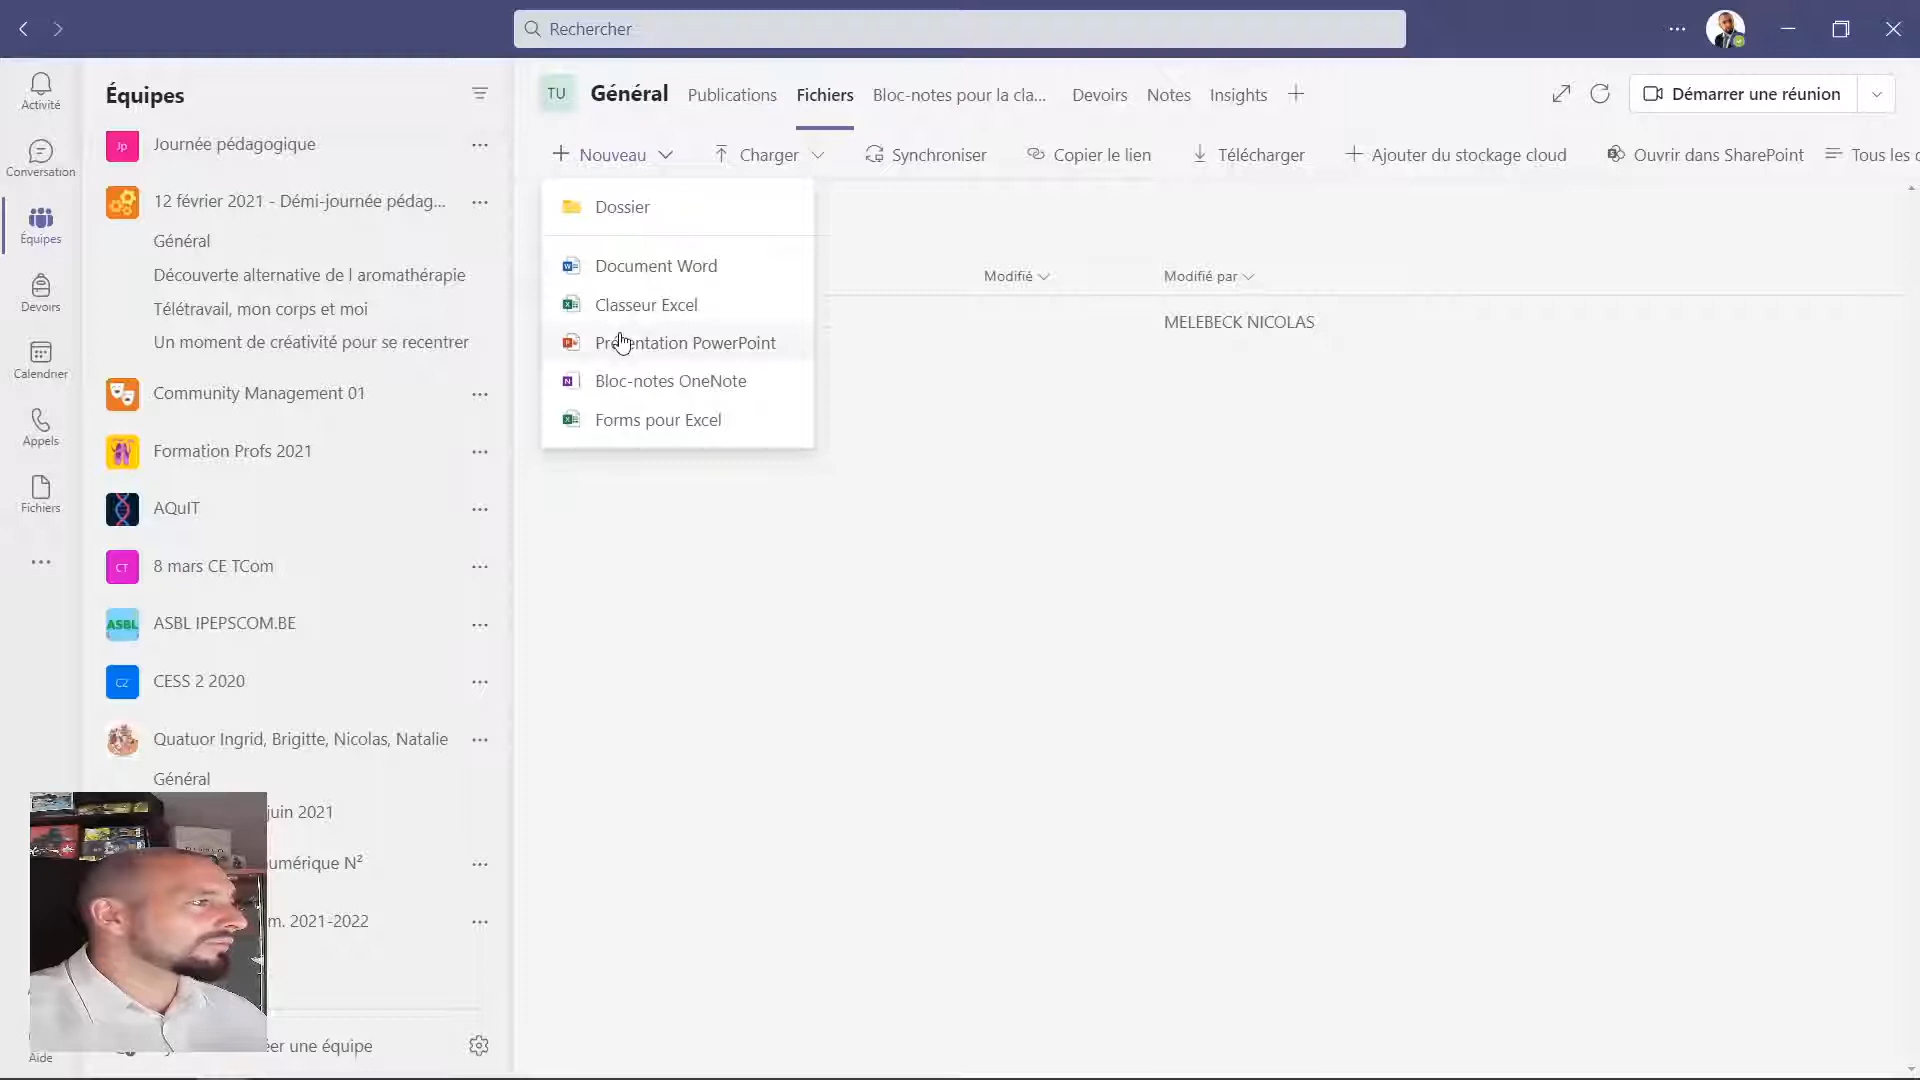 Rechercher
Activité
Conversation
Équipes
Devoirs
Calendrier
Appels
Fichiers
Aide
Équipes
Jp Journée pédagogique
12 février 2021 - Démi-journée pédag...
Général
Découverte alternative de l aromathérapie
Télétravail, mon corps et moi
Un moment de créativité pour se recentrer
Community Management 01
Formation Profs 2021
AQuIT
CT 8 mars CE TCom
ASBL ASBL IPEPSCOM.BE
CZ CESS 2 2020
Quatuor Ingrid, Brigitte, Nicolas, Natalie
Général
juin 2021
umérique N²
m. 2021-2022
er une équipe
TU Général Publications Fichiers Bloc-notes pour la cla... Devoirs Notes Insights
Démarrer une réunion
Nouveau Charger Synchroniser Copier le lien Télécharger Ajouter du stockage cloud Ouvrir dans SharePoint Tous les
Dossier
Document Word
Classeur Excel
Présentation PowerPoint
Bloc-notes OneNote
Forms pour Excel
Modifié Modifié par
MELEBECK NICOLAS